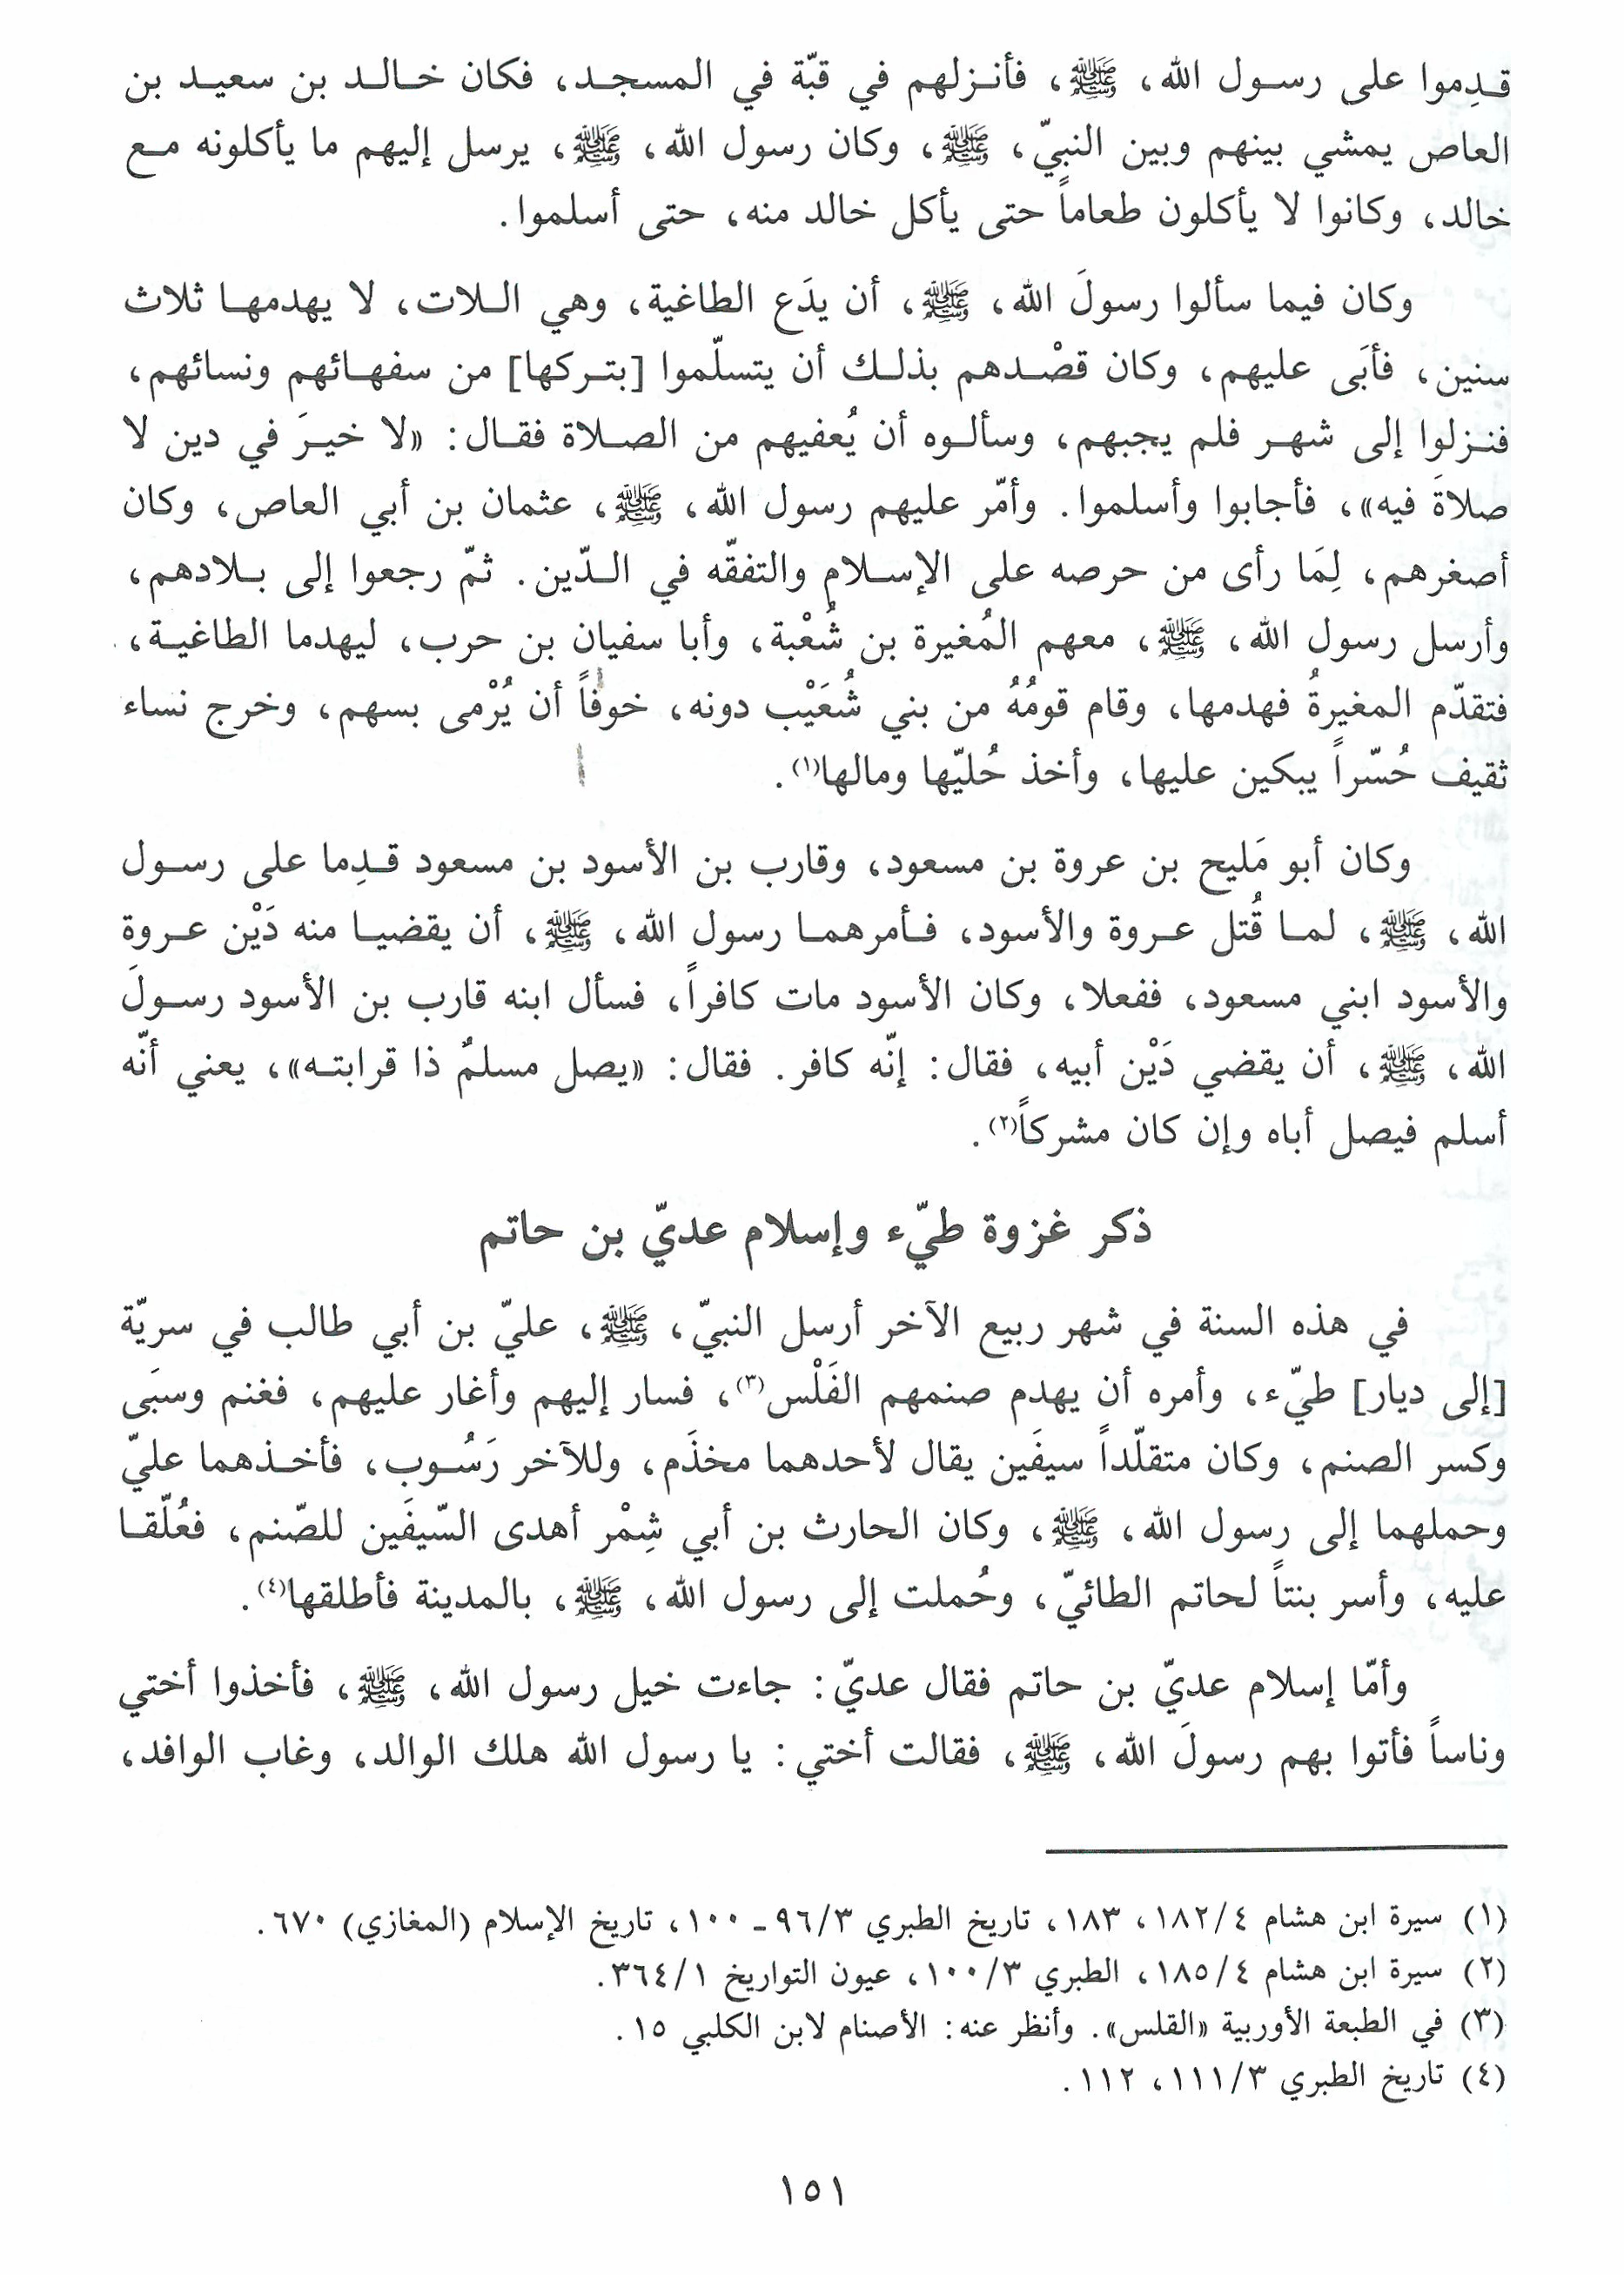 قدِموا على رسول الله، ﷺ، فأنزلهم في قبّة في المسجد، فكان خالد بن سعيد بن
العاص يمشي بينهم وبين النبيّ، ﷺ، وكان رسول الله، ﷺ، يرسل إليهم ما يأكلونه مع
خالد، وكانوا لا يأكلون طعاماً حتى يأكل خالد منه، حتى أسلموا.
وكان فيما سألوا رسولَ الله، ﷺ، أن يدَع الطاغية، وهي اللات، لا يهدمها ثلاث
سنين، فأبَى عليهم، وكان قصْدهم بذلك أن يتسلّموا [بتركها] من سفهائهم ونسائهم،
فنزلوا إلى شهر فلم يجبهم، وسألوه أن يُعفيهم من الصلاة فقال: «لا خيرَ في دين لا
صلاةَ فيه»، فأجابوا وأسلموا. وأمّر عليهم رسول الله، ﷺ، عثمان بن أبي العاص، وكان
أصغرهم، لِمَا رأى من حرصه على الإسلام والتفقّه في الدّين. ثمّ رجعوا إلى بلادهم،
وأرسل رسول الله، ﷺ، معهم المُغيرة بن شُعْبة، وأبا سفيان بن حرب، ليهدما الطاغية،
فتقدّم المغيرةُ فهدمها، وقام قومُهُ من بني شُعَيْب دونه، خوفاً أن يُرْمى بسهم، وخرج نساء
ثقيف حُسّراً يبكين عليها، وأخذ حُليّها ومالها(١).
وكان أبو مَليح بن عروة بن مسعود، وقارب بن الأسود بن مسعود قدِما على رسول
الله، ﷺ، لما قُتل عروة والأسود، فأمرهما رسول الله، ﷺ، أن يقضيا منه دَيْن عروة
والأسود ابني مسعود، ففعلا، وكان الأسود مات كافراً، فسأل ابنه قارب بن الأسود رسولَ
الله، ﷺ، أن يقضي دَيْن أبيه، فقال: إنّه كافر. فقال: «يصل مسلمٌ ذا قرابته»، يعني أنّه
أسلم فيصل أباه وإن كان مشركاً(٢).
ذكر غزوة طيّء وإسلام عديّ بن حاتم
في هذه السنة في شهر ربيع الآخر أرسل النبيّ، ﷺ، عليّ بن أبي طالب في سريّة
[إلى ديار] طيّء، وأمره أن يهدم صنمهم الفَلْس(٣)، فسار إليهم وأغار عليهم، فغنم وسبَى
وكسر الصنم، وكان متقلّداً سيفَين يقال لأحدهما مخذَم، وللآخر رَسُوب، فأخذهما عليّ
وحملهما إلى رسول الله، ﷺ، وكان الحارث بن أبي شِمْر أهدى السّيفَين للصّنم، فعُلّقا
عليه، وأسر بنتاً لحاتم الطائيّ، وحُملت إلى رسول الله، ﷺ، بالمدينة فأطلقها(٤).
وأمّا إسلام عديّ بن حاتم فقال عديّ: جاءت خيل رسول الله، ﷺ، فأخذوا أختي
وناساً فأتوا بهم رسولَ الله، ﷺ، فقالت أختي: يا رسول الله هلك الوالد، وغاب الوافد،
(١) سيرة ابن هشام ٤/١٨٢، ١٨٣، تاريخ الطبري ٣/٩٦ ـ ١٠٠، تاريخ الإسلام (المغازي) ٦٧٠.
(٢) سيرة ابن هشام ٤/١٨٥، الطبري ٣/١٠٠، عيون التواريخ ١/٣٦٤.
(٣) في الطبعة الأوربية «القلس». وأنظر عنه: الأصنام لابن الكلبي ١٥.
(٤) تاريخ الطبري ٣/١١١، ١١٢.
١٥١